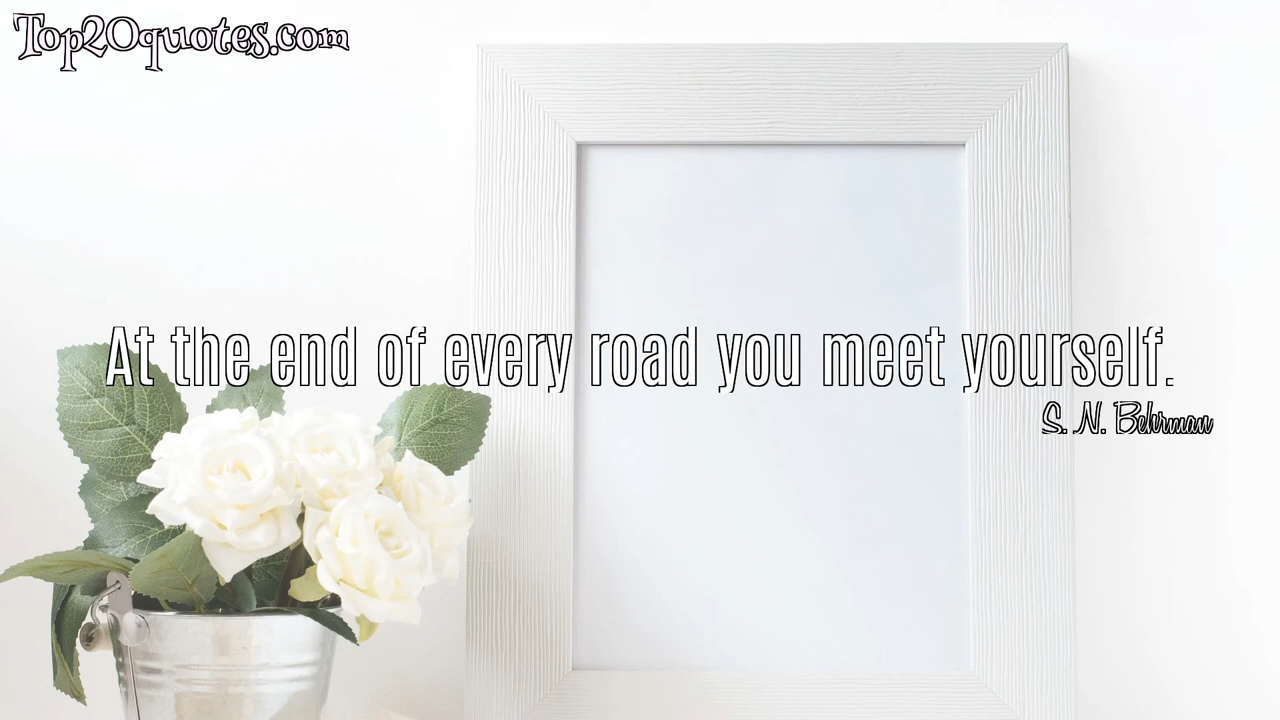 Top20quotes.com
At the end of every road you meet yourself.
S. N. Behrman